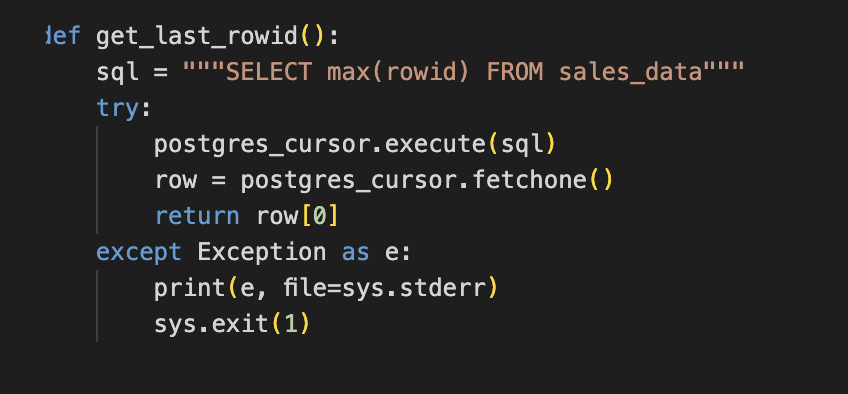 def get_last_rowid():
    sql = """SELECT max(rowid) FROM sales_data"""
    try:
        postgres_cursor.execute(sql)
        row = postgres_cursor.fetchone()
        return row[0]
    except Exception as e:
        print(e, file=sys.stderr)
        sys.exit(1)